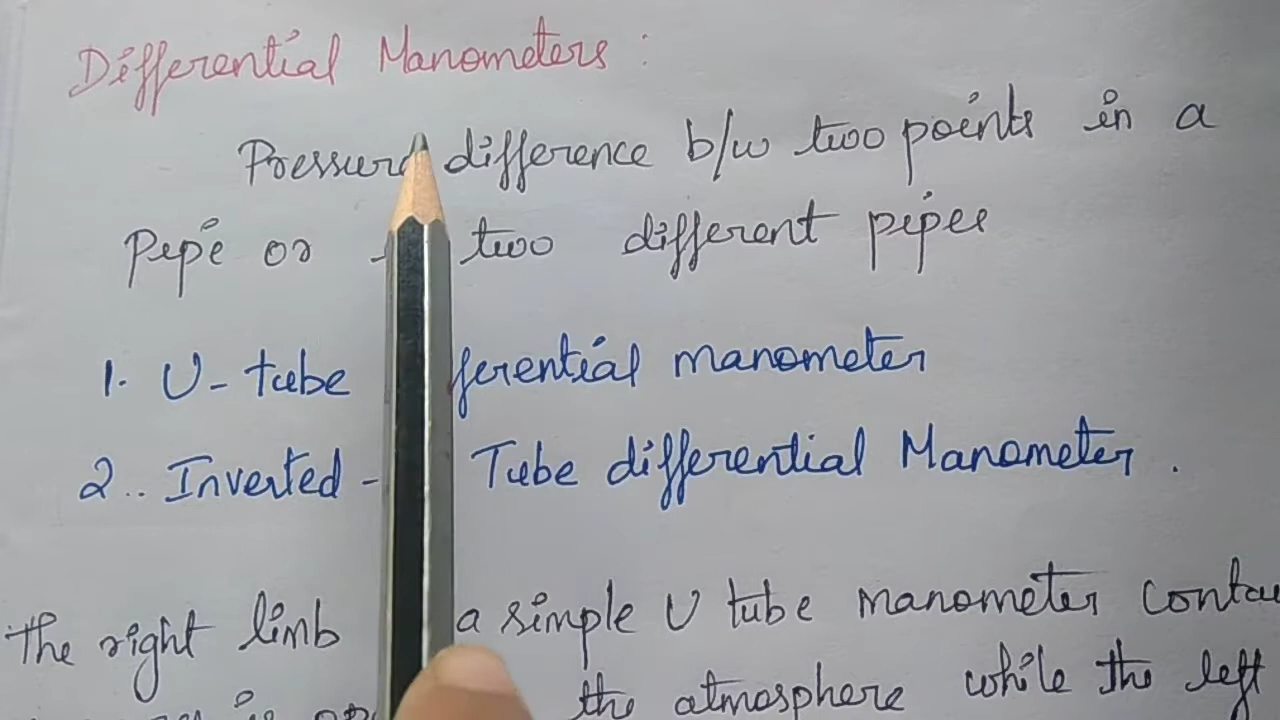 Differential Manometers :
Pressure difference b/w two points in a
Pipe or two different pipes
1. U-tube ferential manometer
2.. Inverted - Tube differential Manometer.
The right limb a simple U tube manometer
is the atmosphere while the left